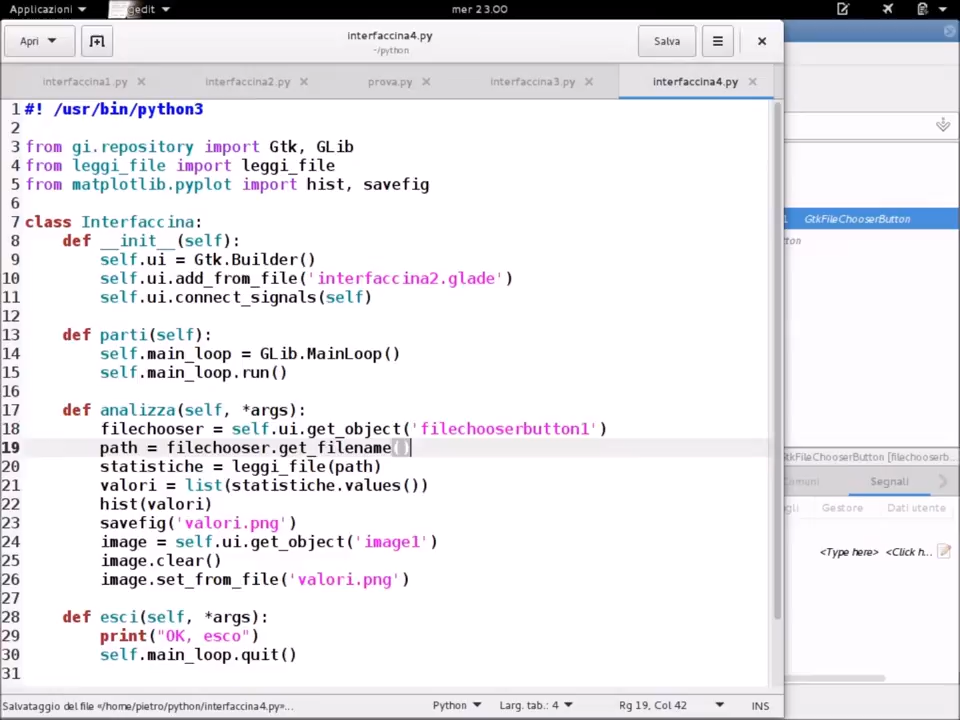 Applicazioni gedit mer 23.00
Apri interfaccina4.py Salva
~/python
interfaccina1.py interfaccina2.py prova.py interfaccina3.py interfaccina4.py
1 #! /usr/bin/python3
2
3 from gi.repository import Gtk, GLib
4 from leggi_file import leggi_file
5 from matplotlib.pyplot import hist, savefig
6
7 class Interfaccina:
8     def __init__(self):
9         self.ui = Gtk.Builder()
10         self.ui.add_from_file('interfaccina2.glade')
11         self.ui.connect_signals(self)
12
13     def parti(self):
14         self.main_loop = GLib.MainLoop()
15         self.main_loop.run()
16
17     def analizza(self, *args):
18         filechooser = self.ui.get_object('filechooserbutton1')
19         path = filechooser.get_filename()
20         statistiche = leggi_file(path)
21         valori = list(statistiche.values())
22         hist(valori)
23         savefig('valori.png')
24         image = self.ui.get_object('image1')
25         image.clear()
26         image.set_from_file('valori.png')
27
28     def esci(self, *args):
29         print("OK, esco")
30         self.main_loop.quit()
31
Salvataggio del file «/home/pietro/python/interfaccina4.py»... Python Larg. tab.: 4 Rg 19, Col 42 INS
1 GtkFileChooserButton
tton
GtkFileChooserButton [filechooserb...
Comuni Segnali
Gestore Dati utente
<Type here> <Click h...